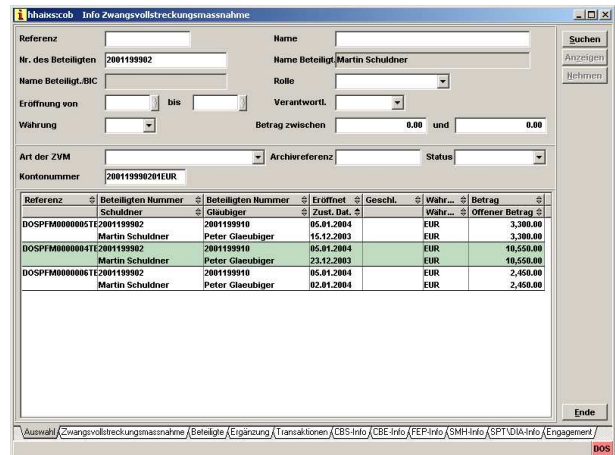 hhaixs:cob Info Zwangsvollstreckungsmassnahme
Referenz Name Suchen
Nr. des Beteiligten 2001199902 Name Beteiligt. Martin Schuldner Anzeigen
Name Beteiligt./BIC Rolle Nehmen
Eröffnung von bis Verantwortl.
Währung Betrag zwischen 0.00 und 0.00
Art der ZVM Archivreferenz Status
Kontonummer 200119990201EUR
Referenz Beteiligten Nummer Beteiligten Nummer Eröffnet Geschl. Währ... Betrag
Schuldner Gläubiger Zust. Dat. Währ... Offener Betrag
DOSPFM0000005TE 2001199902 2001199910 05.01.2004 EUR 3,300.00
Martin Schuldner Peter Glaeubiger 15.12.2003 EUR 3,300.00
DOSPFM0000004TE 2001199902 2001199910 05.01.2004 EUR 10,550.00
Martin Schuldner Peter Glaeubiger 23.12.2003 EUR 10,550.00
DOSPFM0000006TE 2001199902 2001199910 05.01.2004 EUR 2,450.00
Martin Schuldner Peter Glaeubiger 02.01.2004 EUR 2,450.00
Ende
Auswahl Zwangsvollstreckungsmassnahme Beteiligte Ergänzung Transaktionen CBS-Info CBE-Info FEP-Info SMH-Info SPT\DIA-Info Engagement
DOS